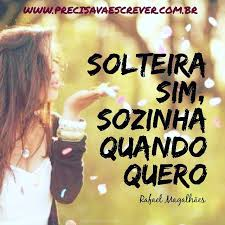 WWW.PRECISAVAESCREVER.COM.BR
SOLTEIRA
SIM,
SOZINHA
QUANDO
QUERO
Rafael Magalhães